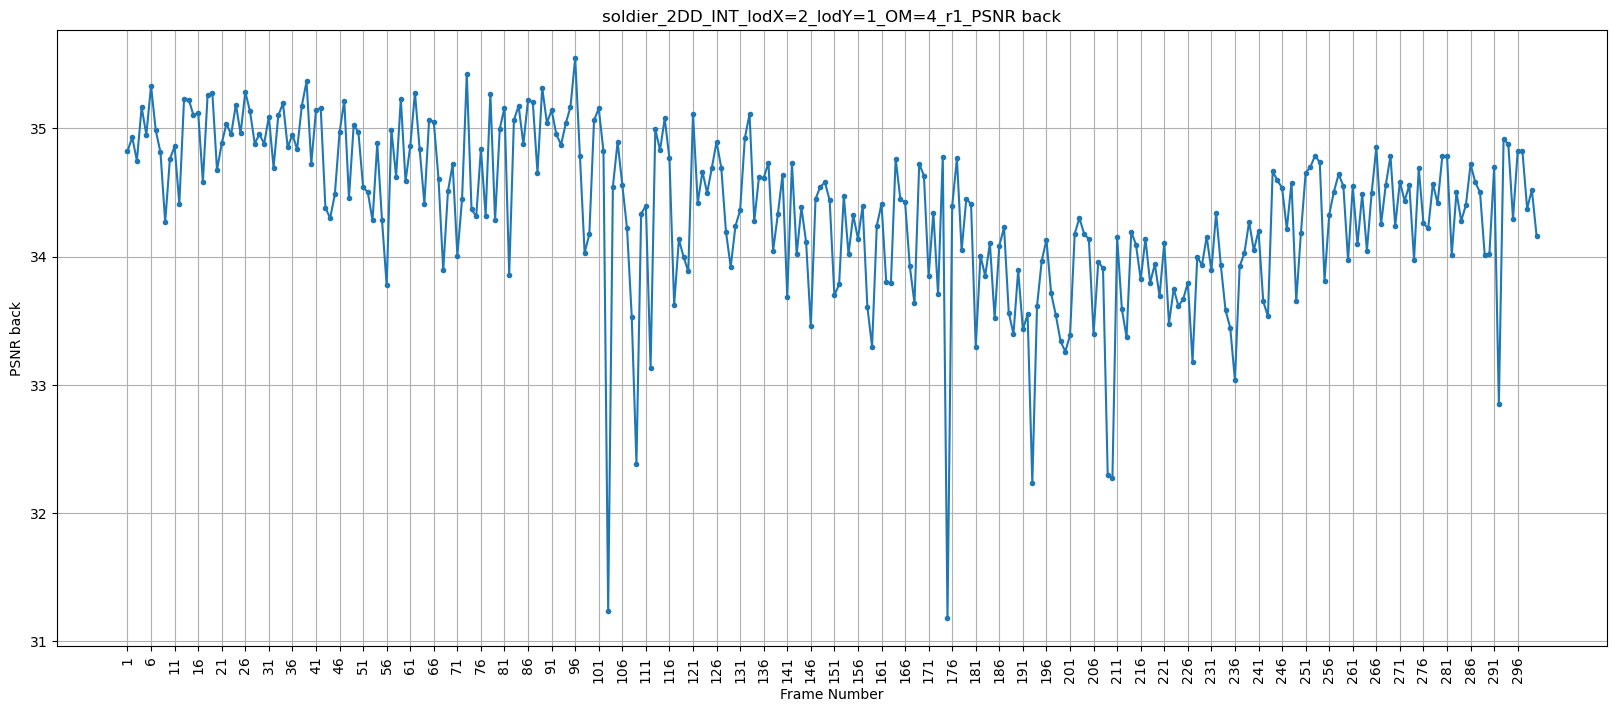 soldier_2DD_INT_lodX=2_lodY=1_OM=4_r1_PSNR back
PSNR back
35
34
33
32
31
1 6 11 16 21 26 31 36 41 46 51 56 61 66 71 76 81 86 91 96 101 106 111 116 121 126 131 136 141 146 151 156 161 166 171 176 181 186 191 196 201 206 211 216 221 226 231 236 241 246 251 256 261 266 271 276 281 286 291 296
Frame Number